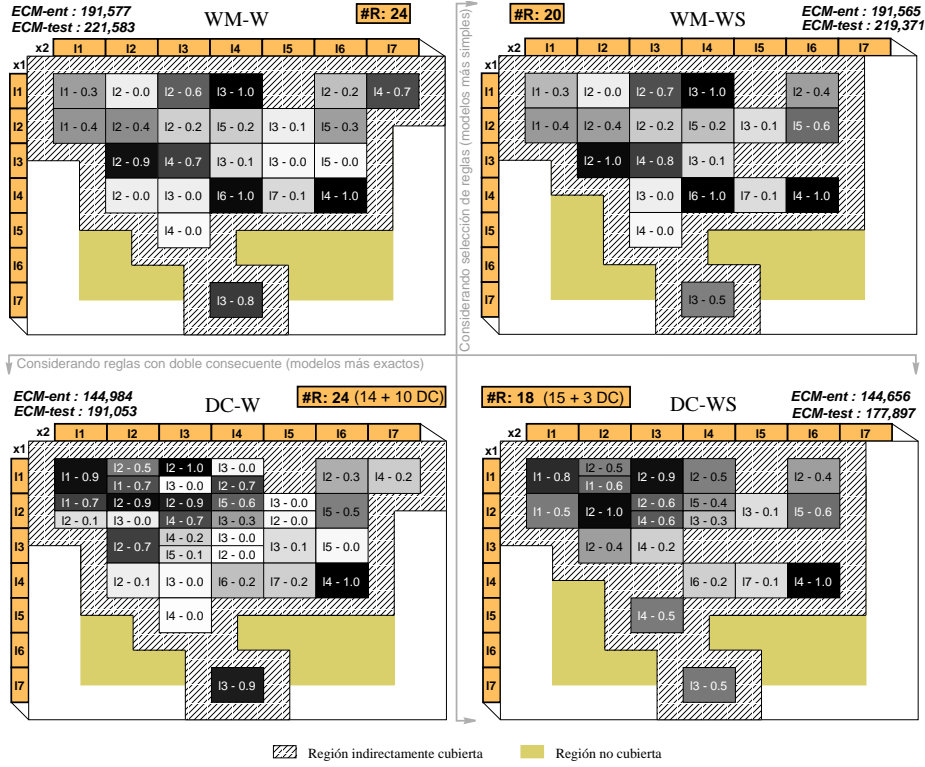 ECM-ent : 191,577
ECM-test : 221,583
WM-W
#R: 24
x2 l1 l2 l3 l4 l5 l6 l7
x1
l1 l1 - 0.3 l2 - 0.0 l2 - 0.6 l3 - 1.0 l2 - 0.2 l4 - 0.7
l2 l1 - 0.4 l2 - 0.4 l2 - 0.2 l5 - 0.2 l3 - 0.1 l5 - 0.3
l3 l2 - 0.9 l4 - 0.7 l3 - 0.1 l3 - 0.0 l5 - 0.0
l4 l2 - 0.0 l3 - 0.0 l6 - 1.0 l7 - 0.1 l4 - 1.0
l5 l4 - 0.0
l6
l7 l3 - 0.8
Considerando selección de reglas (modelos más simples)
#R: 20
WM-WS
ECM-ent : 191,565
ECM-test : 219,371
x2 l1 l2 l3 l4 l5 l6 l7
x1
l1 l1 - 0.3 l2 - 0.0 l2 - 0.7 l3 - 1.0 l2 - 0.4
l2 l1 - 0.4 l2 - 0.4 l2 - 0.2 l5 - 0.2 l3 - 0.1 l5 - 0.6
l3 l2 - 1.0 l4 - 0.8 l3 - 0.1
l4 l3 - 0.0 l6 - 1.0 l7 - 0.1 l4 - 1.0
l5 l4 - 0.0
l6
l7 l3 - 0.5
Considerando reglas con doble consecuente (modelos más exactos)
ECM-ent : 144,984
ECM-test : 191,053
DC-W
#R: 24 (14 + 10 DC)
x2 l1 l2 l3 l4 l5 l6 l7
x1
l1 l1 - 0.9 l2 - 0.5 l2 - 1.0 l3 - 0.0 l2 - 0.3 l4 - 0.2
l1 - 0.7 l3 - 0.0 l2 - 0.7
l2 l1 - 0.7 l2 - 0.9 l2 - 0.9 l5 - 0.6 l3 - 0.0 l5 - 0.5
l2 - 0.1 l3 - 0.0 l4 - 0.7 l3 - 0.3 l2 - 0.0
l3 l2 - 0.7 l4 - 0.2 l3 - 0.0 l3 - 0.1 l5 - 0.0
l5 - 0.1 l2 - 0.0
l4 l2 - 0.1 l3 - 0.0 l6 - 0.2 l7 - 0.2 l4 - 1.0
l5 l4 - 0.0
l6
l7 l3 - 0.9
#R: 18 (15 + 3 DC)
DC-WS
ECM-ent : 144,656
ECM-test : 177,897
x2 l1 l2 l3 l4 l5 l6 l7
x1
l1 l1 - 0.8 l2 - 0.5 l3 - 0.9 l2 - 0.5 l2 - 0.4
l1 - 0.6
l2 l1 - 0.5 l2 - 1.0 l2 - 0.6 l5 - 0.4 l3 - 0.1 l5 - 0.6
l4 - 0.6 l3 - 0.3
l3 l2 - 0.4 l4 - 0.2
l4 l6 - 0.2 l7 - 0.1 l4 - 1.0
l5 l4 - 0.5
l6
l7 l3 - 0.5
Región indirectamente cubierta
Región no cubierta